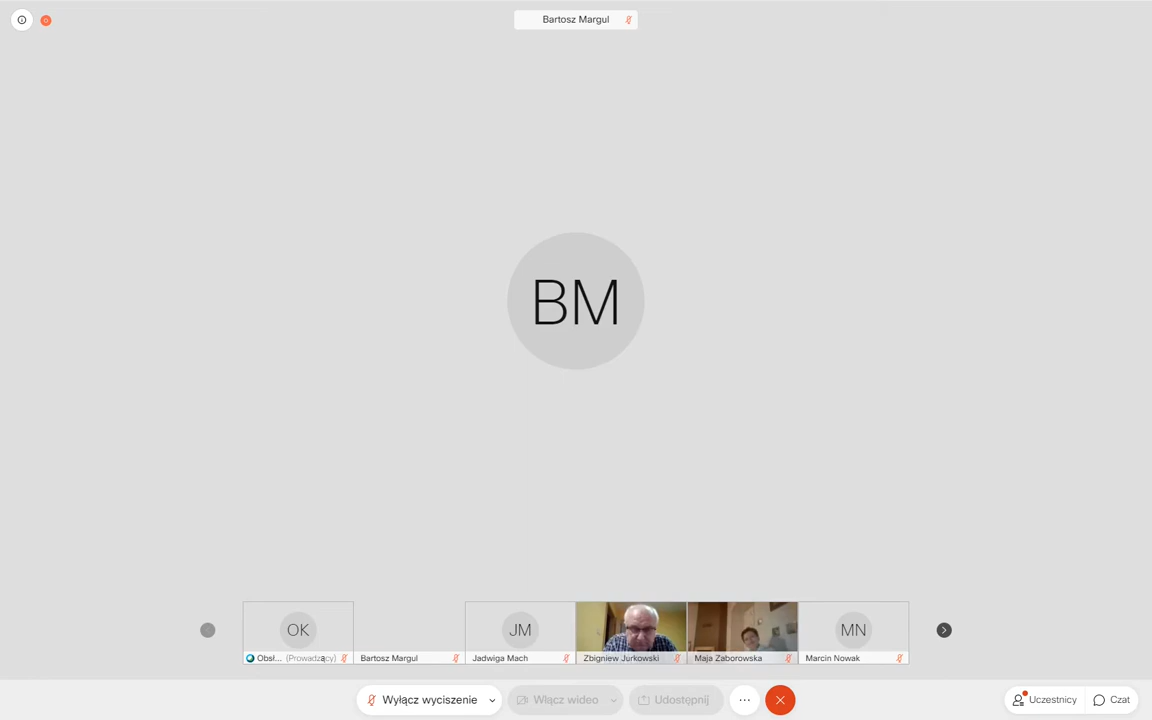 Bartosz Margul
BM
OK
JM
MN
Obsł... (Prowadzący)
Bartosz Margul
Jadwiga Mach
Zbigniew Jurkowski
Maja Zaborowska
Marcin Nowak
Wyłącz wyciszenie
Włącz wideo
Udostępnij
Uczestnicy
Czat